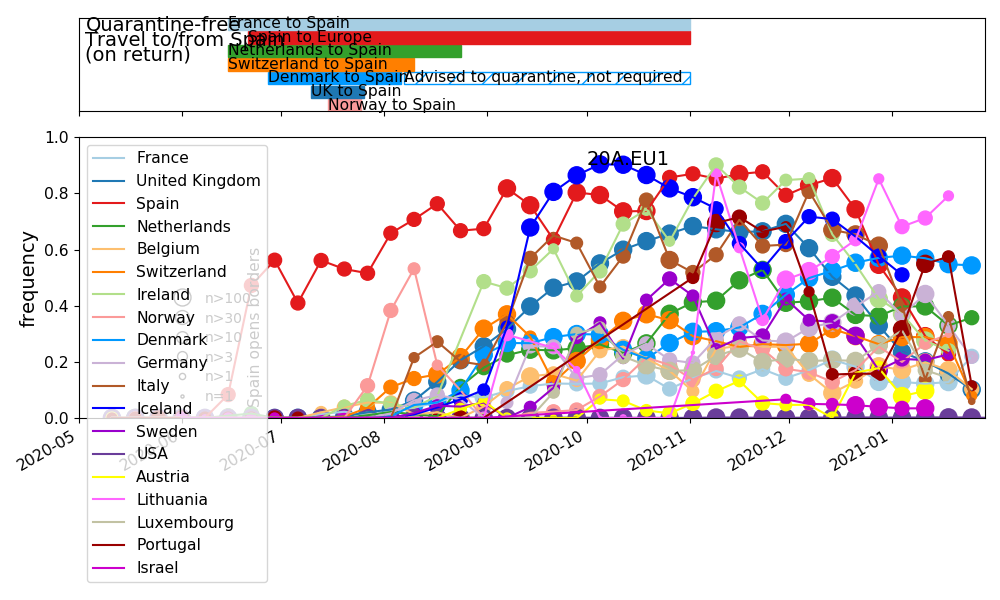 Quarantine-free
Travel to/from Spain
(on return)
France to Spain
Spain to Europe
Netherlands to Spain
Switzerland to Spain
Denmark to Spain
Advised to quarantine, not required
UK to Spain
Norway to Spain
20A.EU1
frequency
1.0
0.8
0.6
0.4
0.2
0.0
France
United Kingdom
Spain
Netherlands
Belgium
Switzerland
Ireland
Norway
Denmark
Germany
Italy
Iceland
Sweden
USA
Austria
Lithuania
Luxembourg
Portugal
Israel
n>100
n>30
n>10
n>3
n>1
Spain opens borders
2020-05
2020-07
2020-08
2020-09
2020-10
2020-11
2020-12
2021-01